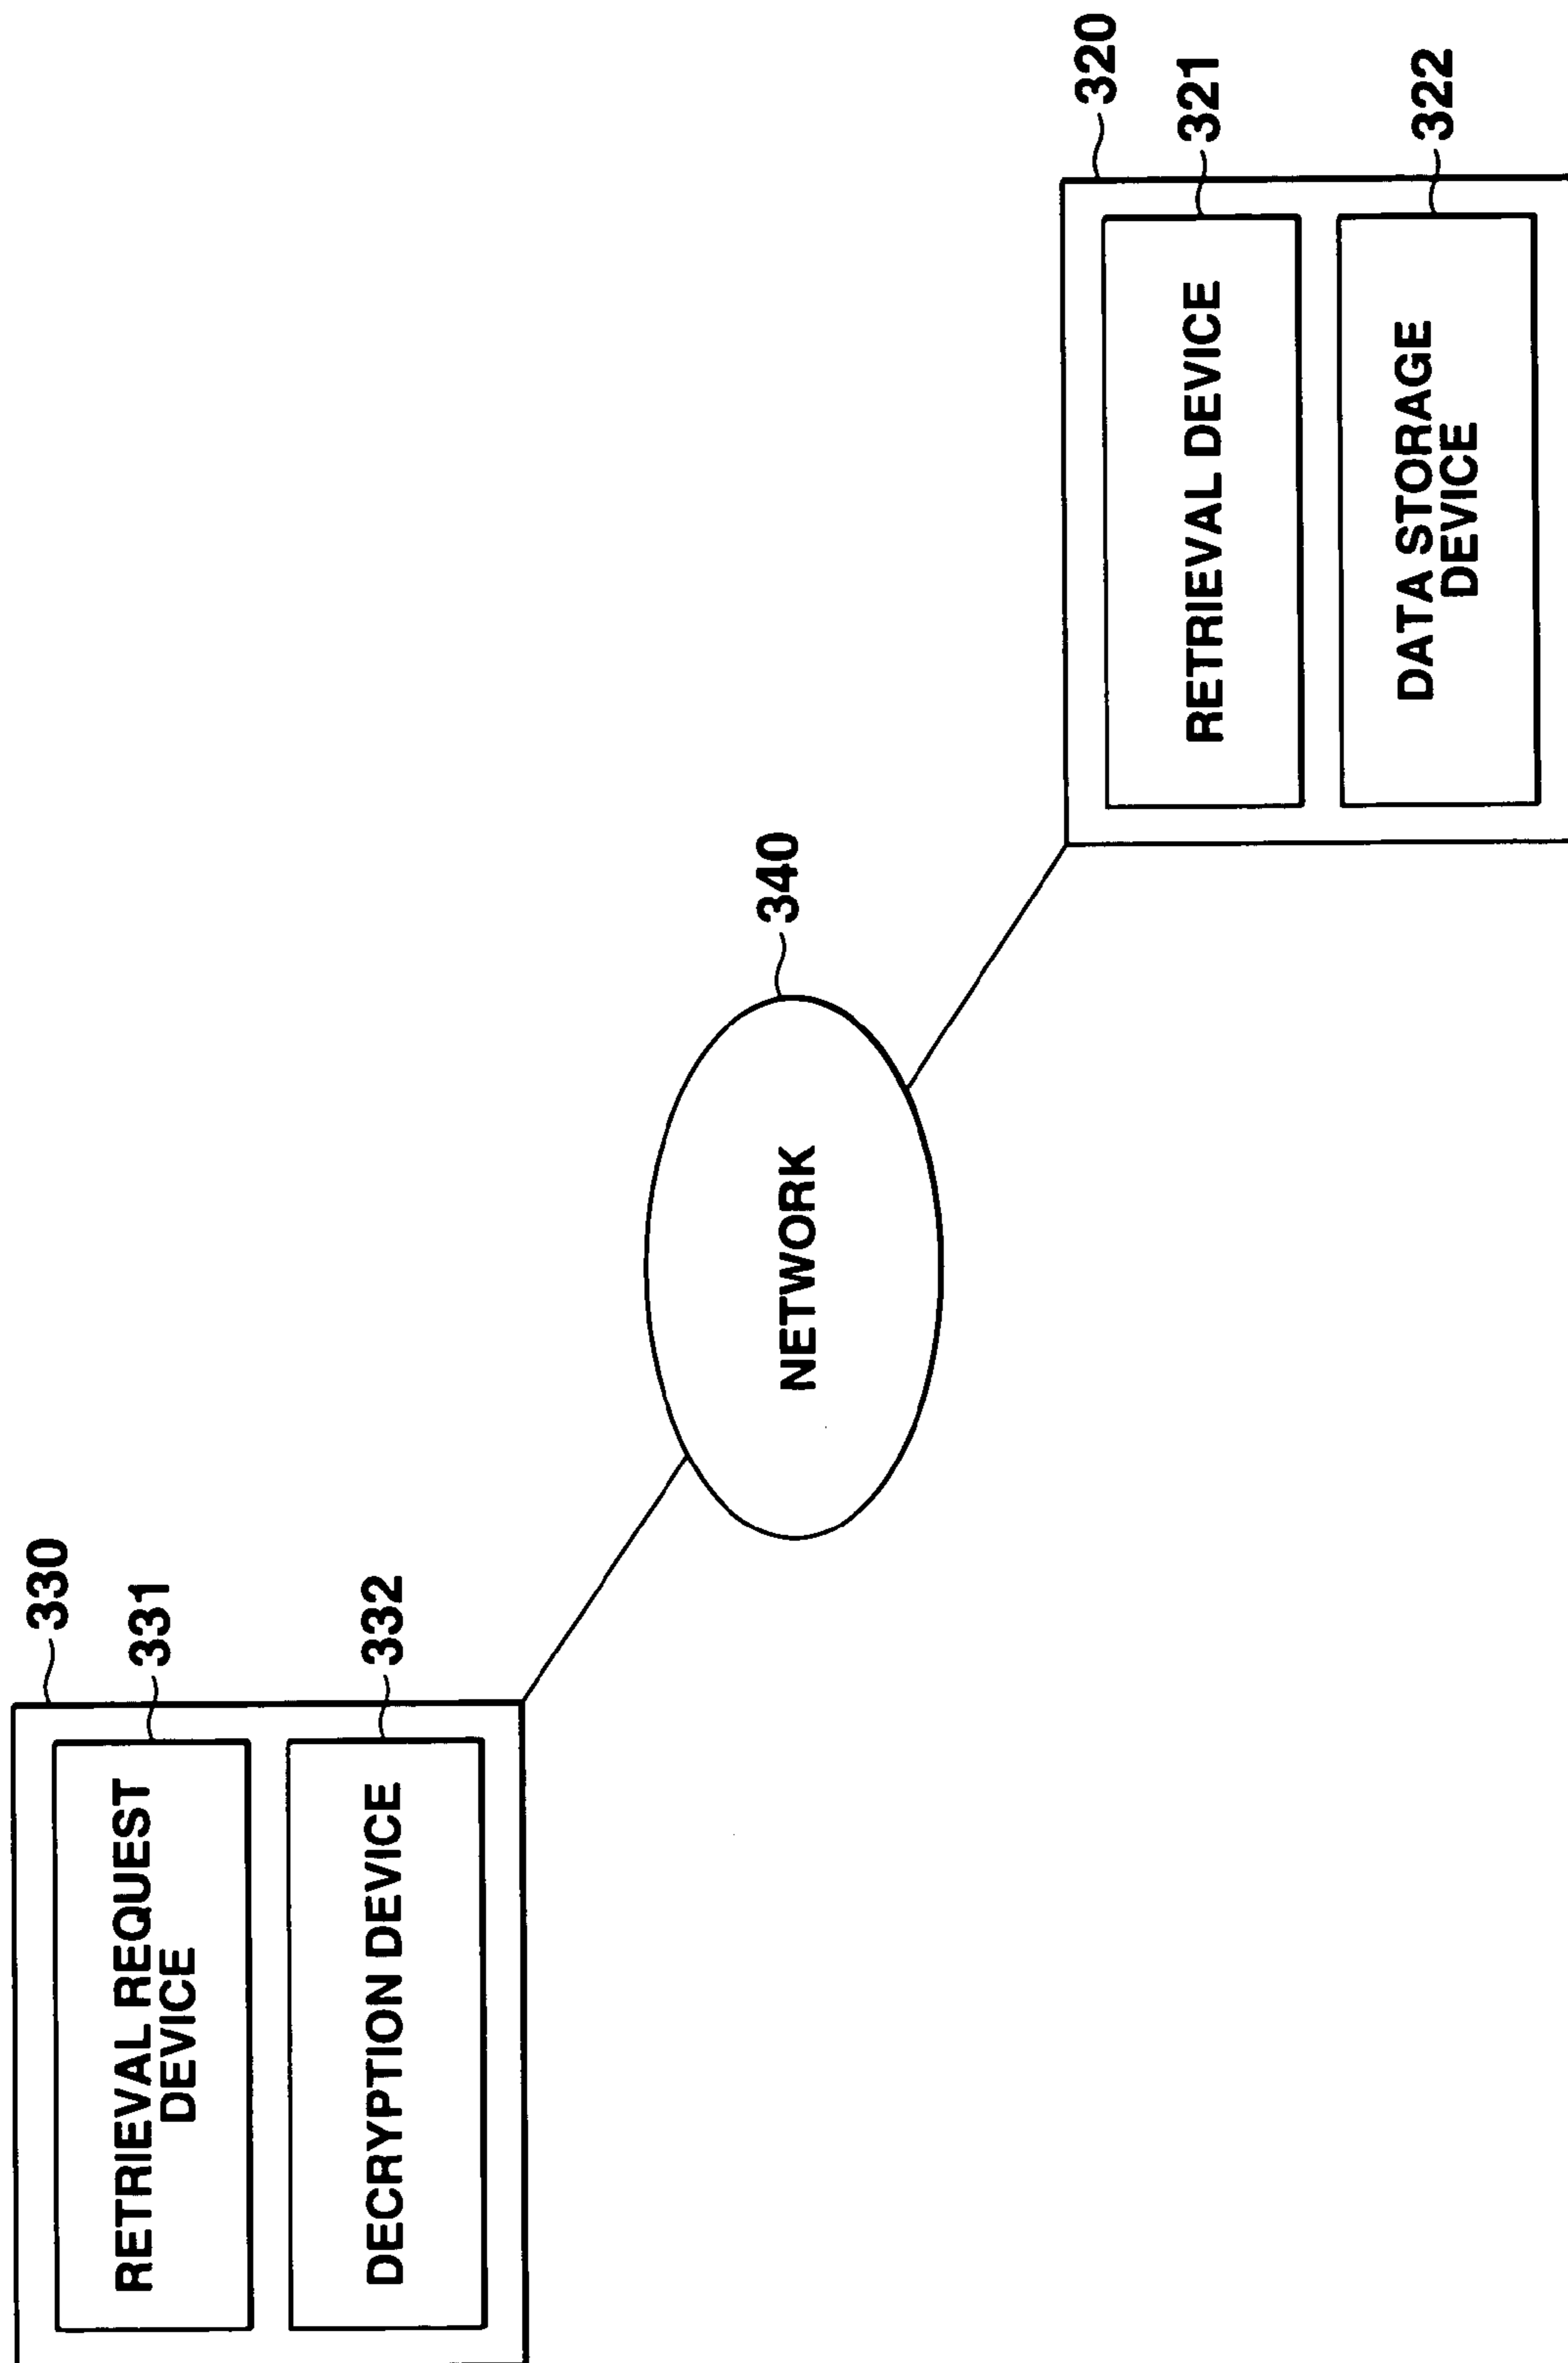 330
331
RETRIEVAL REQUEST
DEVICE
332
DECRYPTION DEVICE
340
NETWORK
320
321
RETRIEVAL DEVICE
322
DATA STORAGE
DEVICE